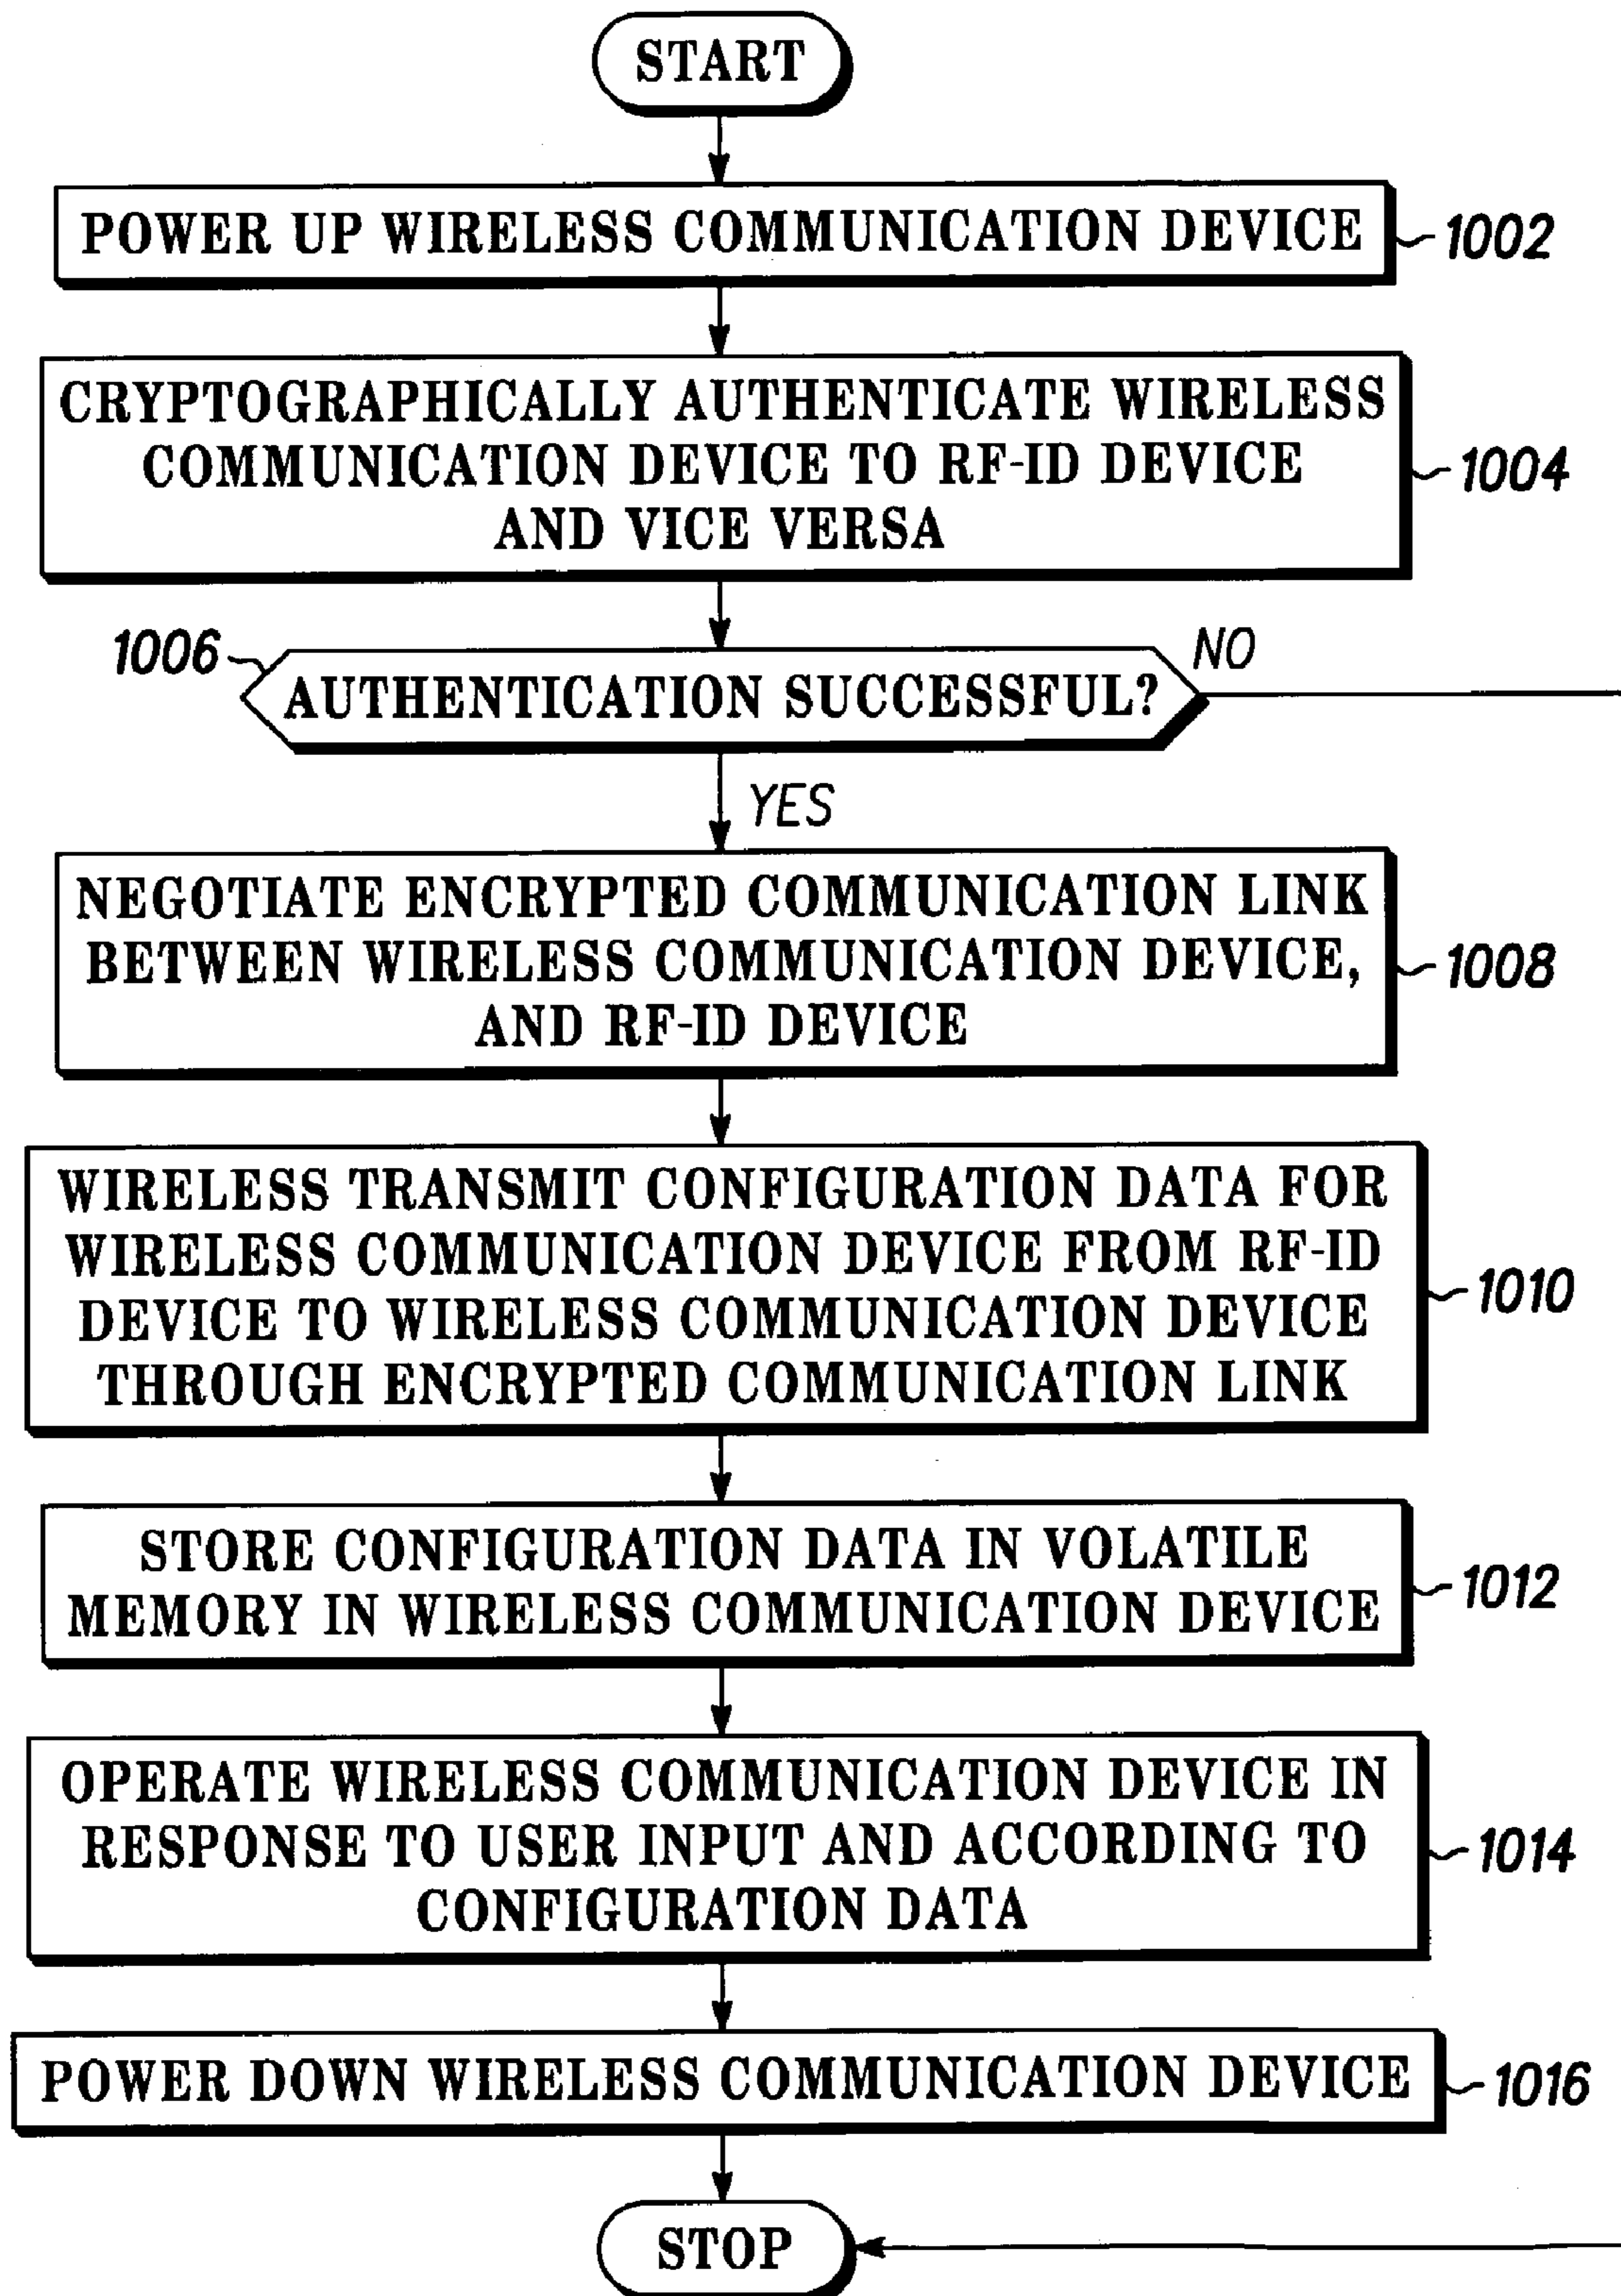 START
POWER UP WIRELESS COMMUNICATION DEVICE
1002
CRYPTOGRAPHICALLY AUTHENTICATE WIRELESS
COMMUNICATION DEVICE TO RF-ID DEVICE
AND VICE VERSA
1004
1006
AUTHENTICATION SUCCESSFUL?
NO
YES
NEGOTIATE ENCRYPTED COMMUNICATION LINK
BETWEEN WIRELESS COMMUNICATION DEVICE,
AND RF-ID DEVICE
1008
WIRELESS TRANSMIT CONFIGURATION DATA FOR
WIRELESS COMMUNICATION DEVICE FROM RF-ID
DEVICE TO WIRELESS COMMUNICATION DEVICE
THROUGH ENCRYPTED COMMUNICATION LINK
1010
STORE CONFIGURATION DATA IN VOLATILE
MEMORY IN WIRELESS COMMUNICATION DEVICE
1012
OPERATE WIRELESS COMMUNICATION DEVICE IN
RESPONSE TO USER INPUT AND ACCORDING TO
CONFIGURATION DATA
1014
POWER DOWN WIRELESS COMMUNICATION DEVICE
1016
STOP